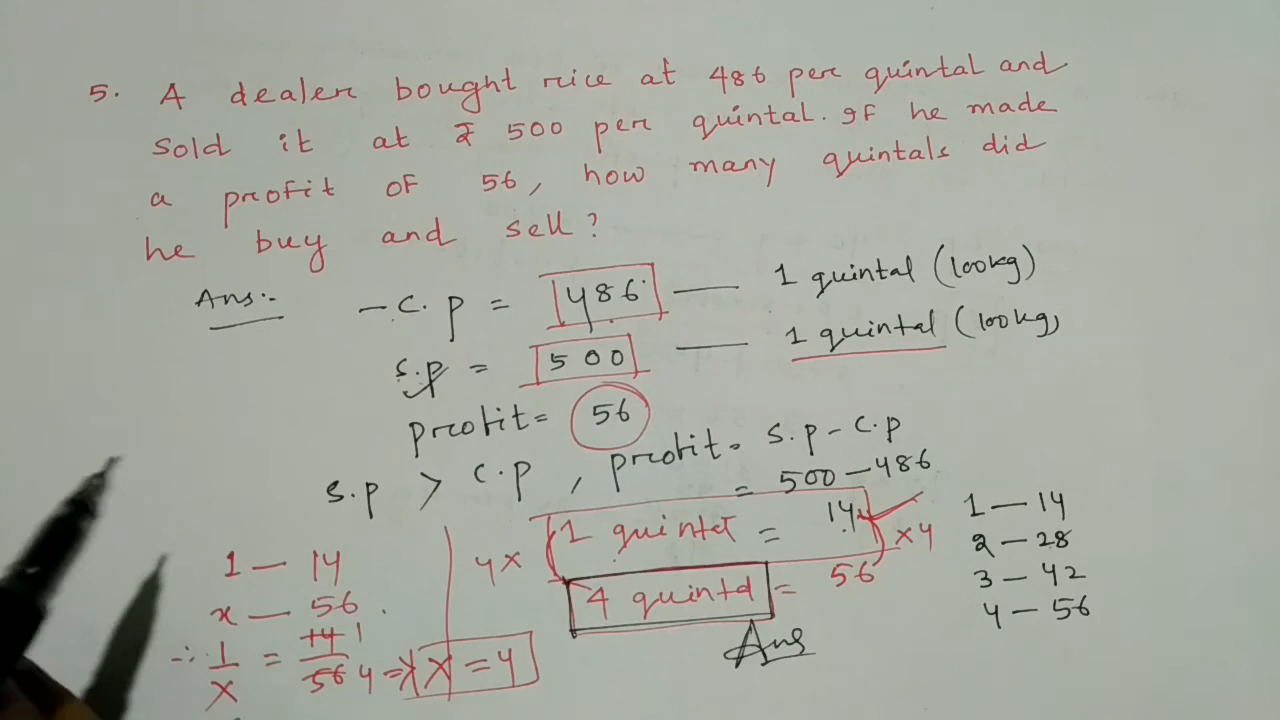 5. A dealer bought rice at 486 per quintal and
sold it at ₹ 500 per quintal. If he made
a profit of 56, how many quintals did
he buy and sell?
Ans:- - C.p = 486 — 1 quintal (100kg)
s.p = 500 — 1 quintal (100kg)
profit = 56
s.p > c.p , profit = s.p - c.p
= 500 - 486
1 quintal = 14 ×4
4 × 4 quintal = 56
Ans
1 — 14
2 — 28
3 — 42
4 — 56
1 — 14
x — 56
∴ 1/x = 14 1/56 4 => x = 4